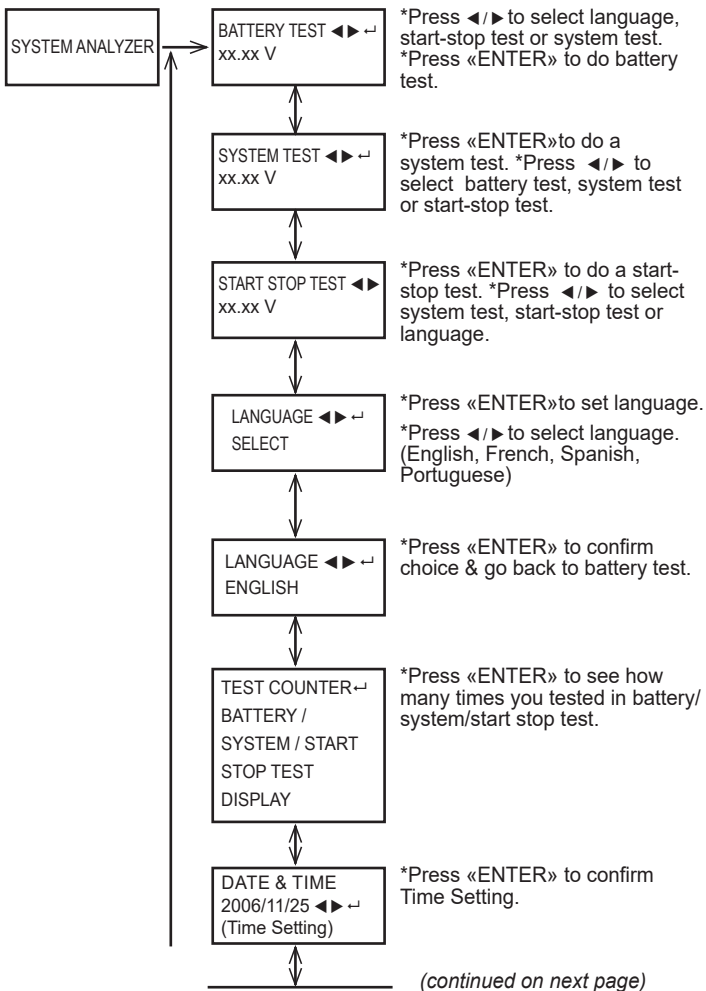 SYSTEM ANALYZER
BATTERY TEST ◀▶ ↵
xx.xx V
*Press ◀/▶ to select language,
start-stop test or system test.
*Press «ENTER» to do battery
test.
SYSTEM TEST ◀▶ ↵
xx.xx V
*Press «ENTER»to do a
system test. *Press ◀/▶ to
select battery test, system test
or start-stop test.
START STOP TEST ◀▶
xx.xx V
*Press «ENTER» to do a start-
stop test. *Press ◀/▶ to select
system test, start-stop test or
language.
LANGUAGE ◀▶ ↵
SELECT
*Press «ENTER»to set language.
*Press ◀/▶ to select language.
(English, French, Spanish,
Portuguese)
LANGUAGE ◀▶ ↵
ENGLISH
*Press «ENTER» to confirm
choice & go back to battery test.
TEST COUNTER↵
BATTERY /
SYSTEM / START
STOP TEST
DISPLAY
*Press «ENTER» to see how
many times you tested in battery/
system/start stop test.
DATE & TIME
2006/11/25 ◀▶ ↵
(Time Setting)
*Press «ENTER» to confirm
Time Setting.
(continued on next page)